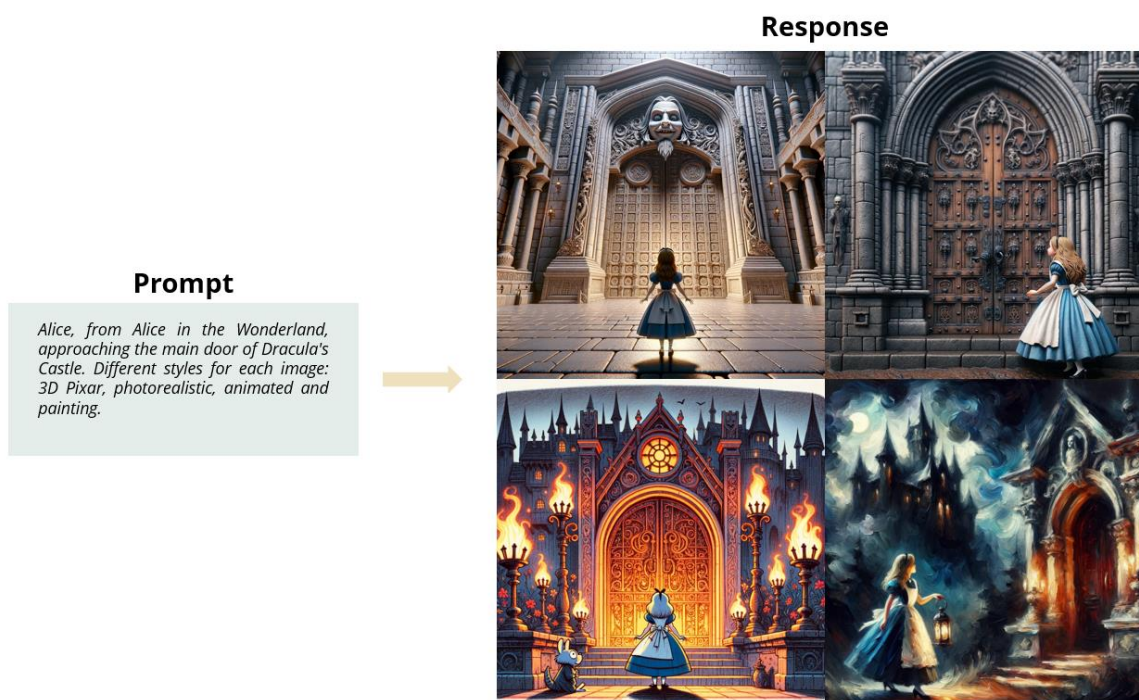 Response
Prompt
Alice, from Alice in the Wonderland,
approaching the main door of Dracula's
Castle. Different styles for each image:
3D Pixar, photorealistic, animated and
painting.